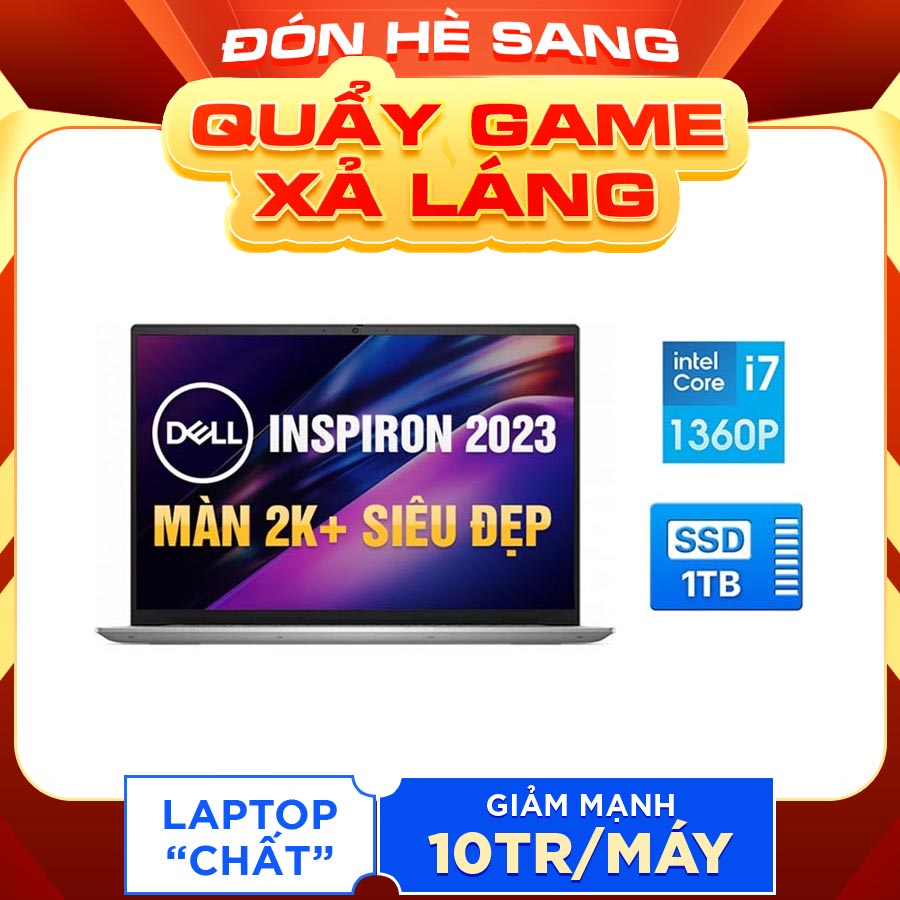 ĐÓN HÈ SANG
QUẨY GAME
XẢ LÁNG
DELL INSPIRON 2023
MÀN 2K+ SIÊU ĐẸP
intel
Core i7
1360P
SSD
1TB
LAPTOP
“CHẤT”
GIẢM MẠNH
10TR/MÁY